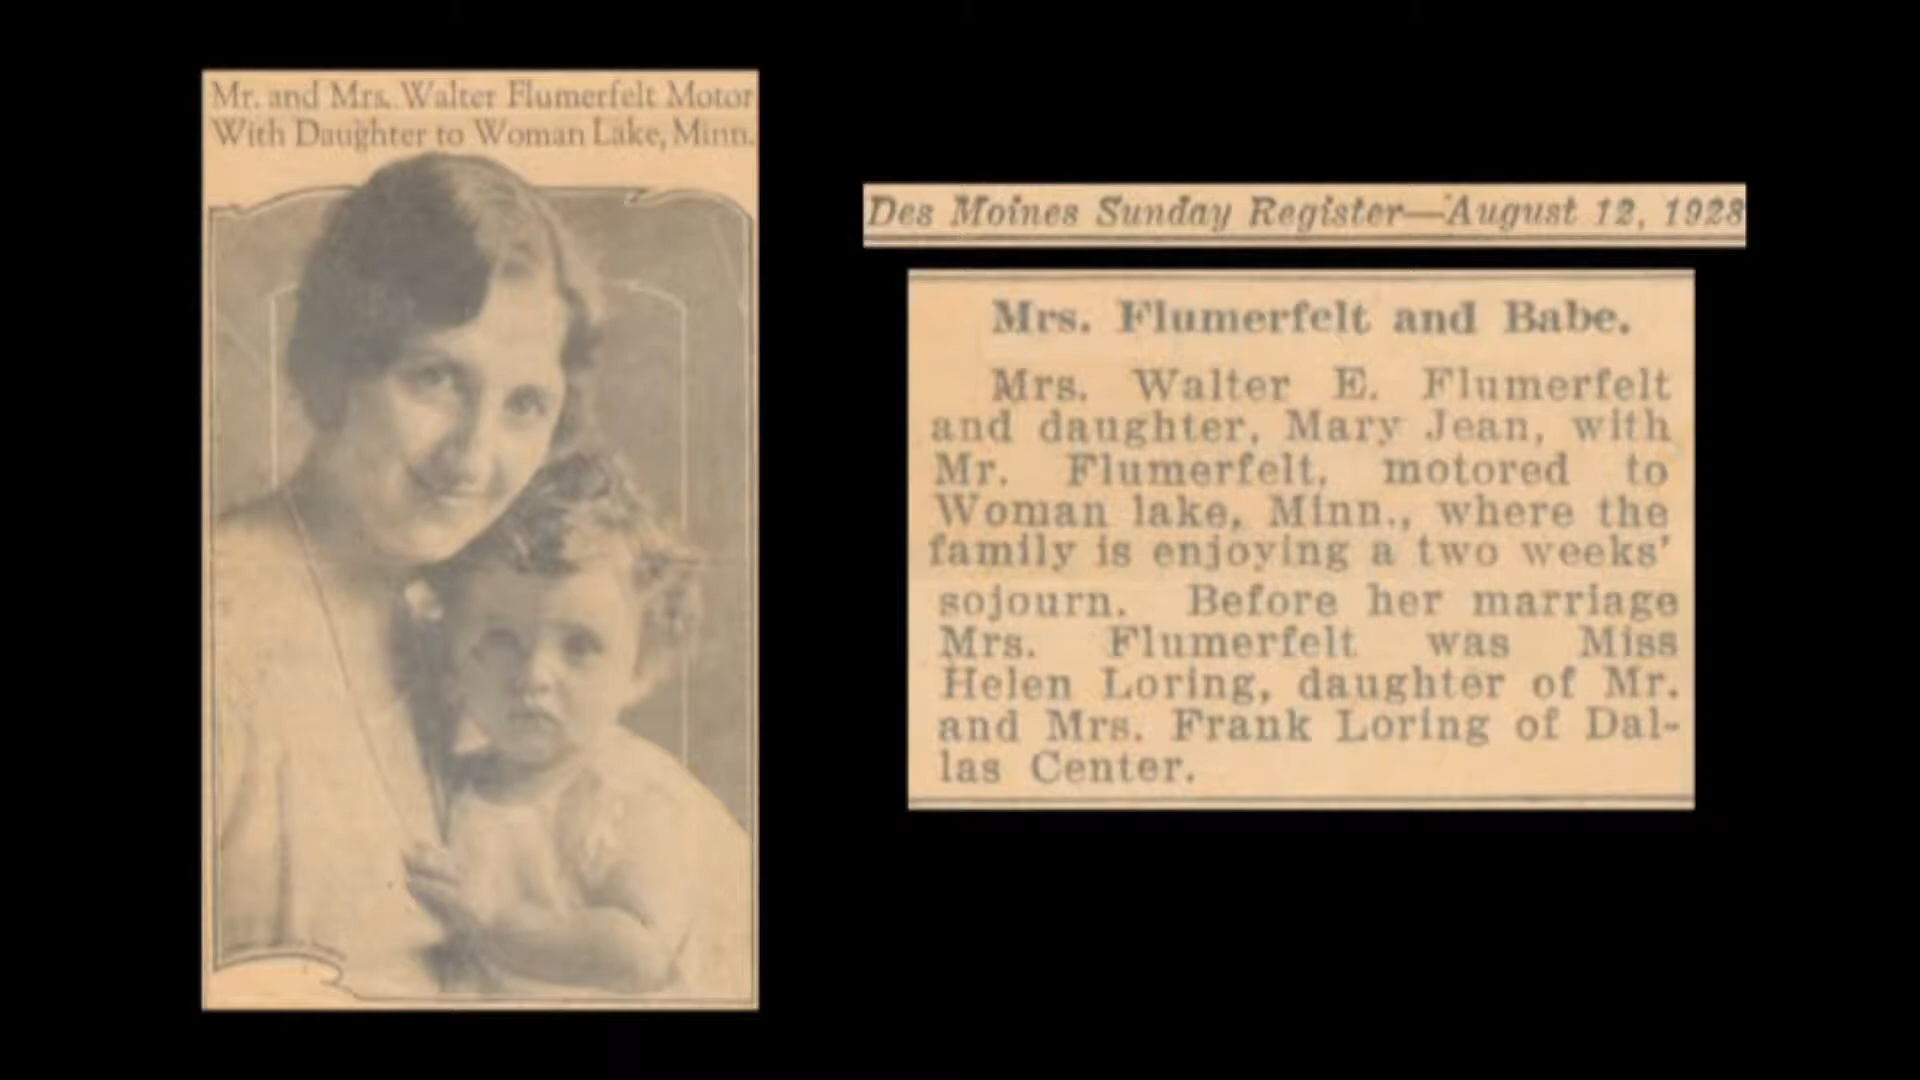 Mr. and Mrs. Walter Flumerfelt Motor
With Daughter to Woman Lake, Minn.
Des Moines Sunday Register—August 12, 1928
Mrs. Flumerfelt and Babe.
Mrs. Walter E. Flumerfelt
and daughter, Mary Jean, with
Mr. Flumerfelt, motored to
Woman lake, Minn., where the
family is enjoying a two weeks'
sojourn. Before her marriage
Mrs. Flumerfelt was Miss
Helen Loring, daughter of Mr.
and Mrs. Frank Loring of Dal-
las Center.